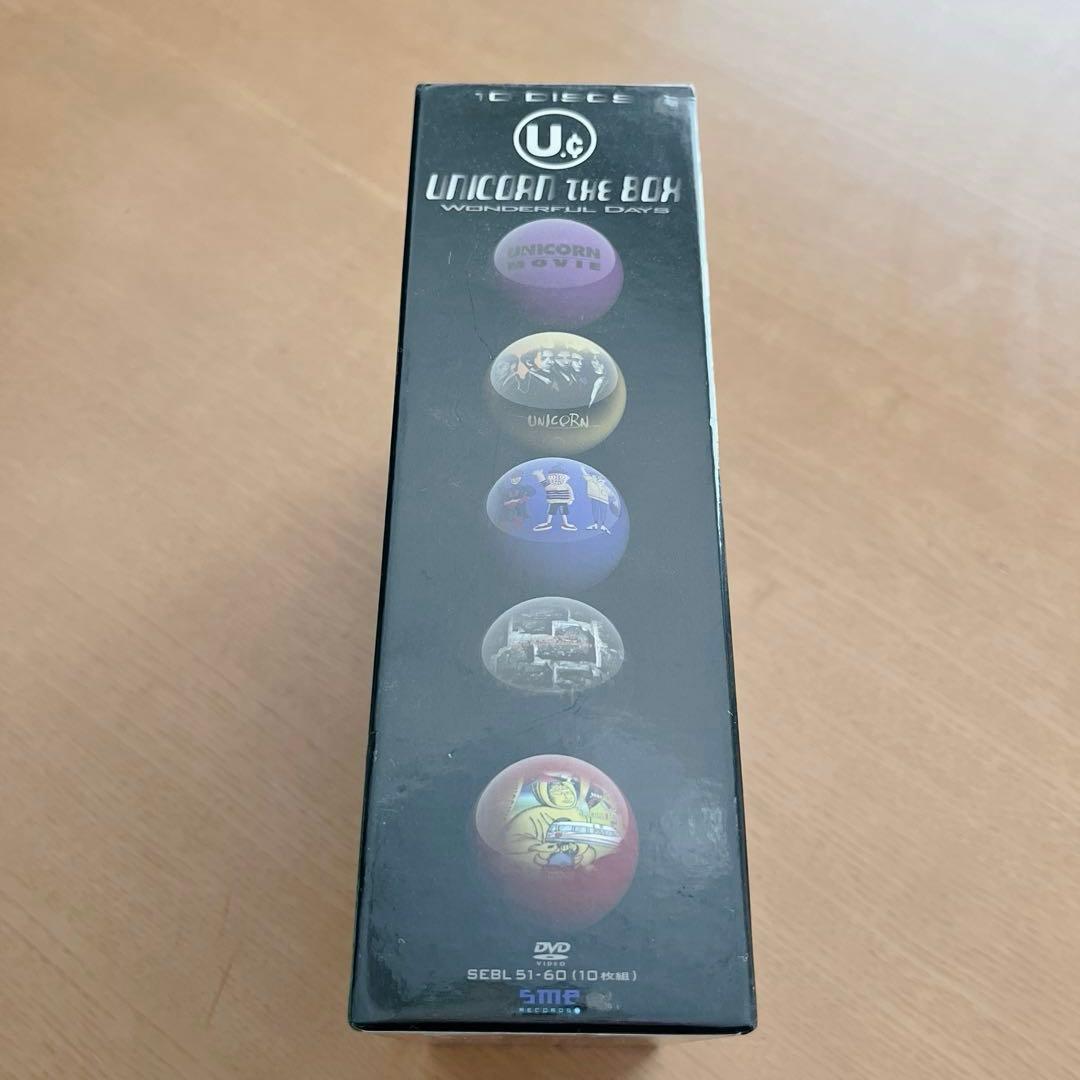 10 DISCS
U.¢
UNICORN THE BOX
WONDERFUL DAYS
UNICORN
MOVIE
UNICORN
DVD
VIDEO
SEBL 51-60 (10枚組)
SME
RECORDS